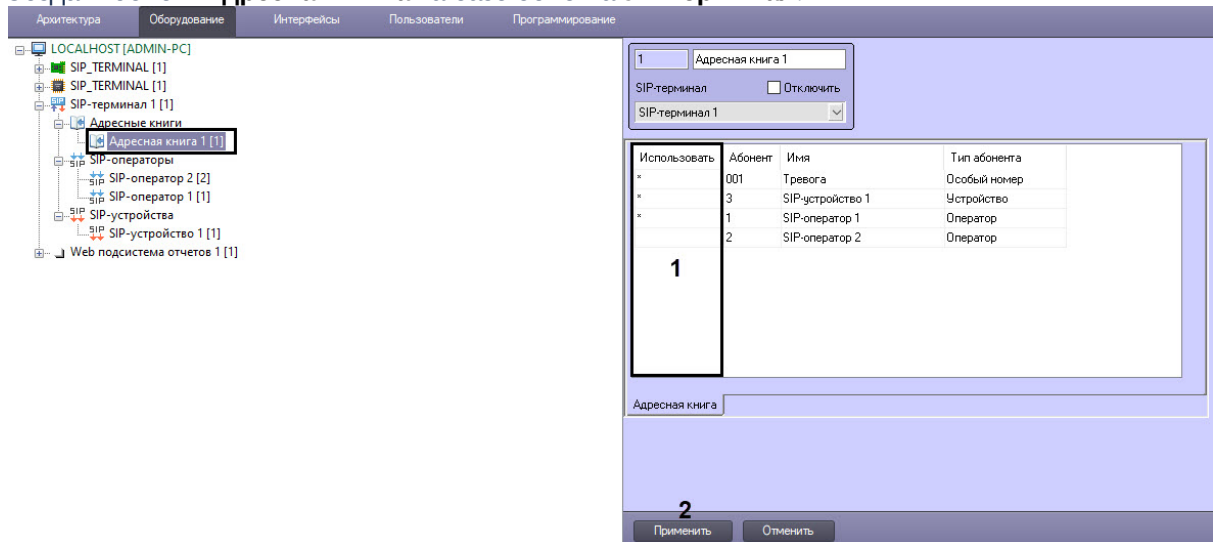 Архитектура Оборудование Интерфейсы Пользователи Программирование
LOCALHOST [ADMIN-PC]
SIP_TERMINAL [1]
SIP_TERMINAL [1]
SIP-терминал 1 [1]
Адресные книги
Адресная книга 1 [1]
SIP-операторы
SIP-оператор 2 [2]
SIP-оператор 1 [1]
SIP-устройства
SIP-устройство 1 [1]
Web подсистема отчетов 1 [1]
1 Адресная книга 1
SIP-терминал Отключить
SIP-терминал 1
Использовать Абонент Имя Тип абонента
× 001 Тревога Особый номер
× 3 SIP-устройство 1 Устройство
× 1 SIP-оператор 1 Оператор
2 SIP-оператор 2 Оператор
1
Адресная книга
2
Применить Отменить